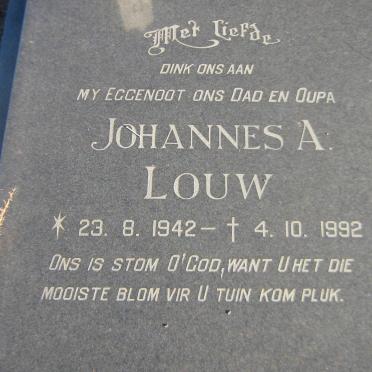 Met liefde
DINK ONS AAN
MY EGGENOOT ONS DAD EN OUPA
JOHANNES A.
LOUW
* 23. 8. 1942 – † 4. 10. 1992
ONS IS STOM O'GOD, WANT U HET DIE
MOOISTE BLOM VIR U TUIN KOM PLUK.